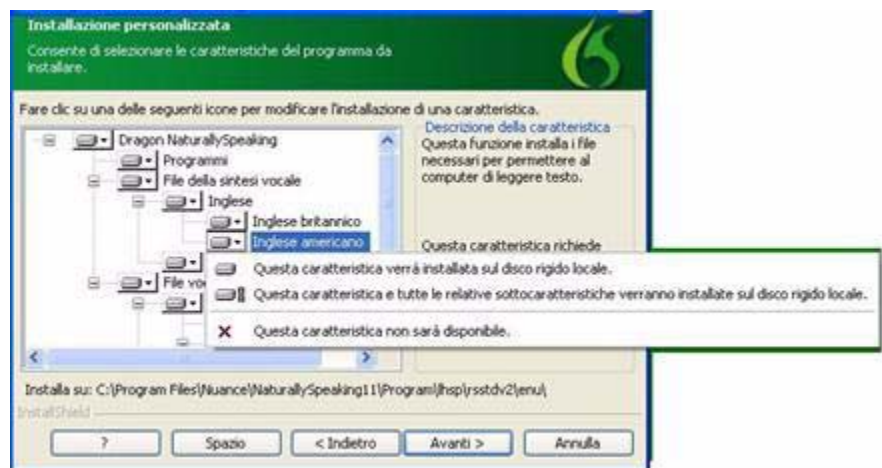 Installazione personalizzata
Consente di selezionare le caratteristiche del programma da
installare.
Fare clic su una delle seguenti icone per modificare l'installazione di una caratteristica.
Dragon NaturallySpeaking
Programmi
File della sintesi vocale
Inglese
Inglese britannico
Inglese americano
File
Descrizione della caratteristica
Questa funzione installa i file
necessari per permettere al
computer di leggere testo.
Questa caratteristica richiede
Questa caratteristica verrà installata sul disco rigido locale.
Questa caratteristica e tutte le relative sottocaratteristiche verranno installate sul disco rigido locale.
Questa caratteristica non sarà disponibile.
Installa su: C:\Program Files\Nuance\NaturallySpeaking11\Program\lhsp\rsstdv2\enu\
InstallShield
?
Spazio
< Indietro
Avanti >
Annulla